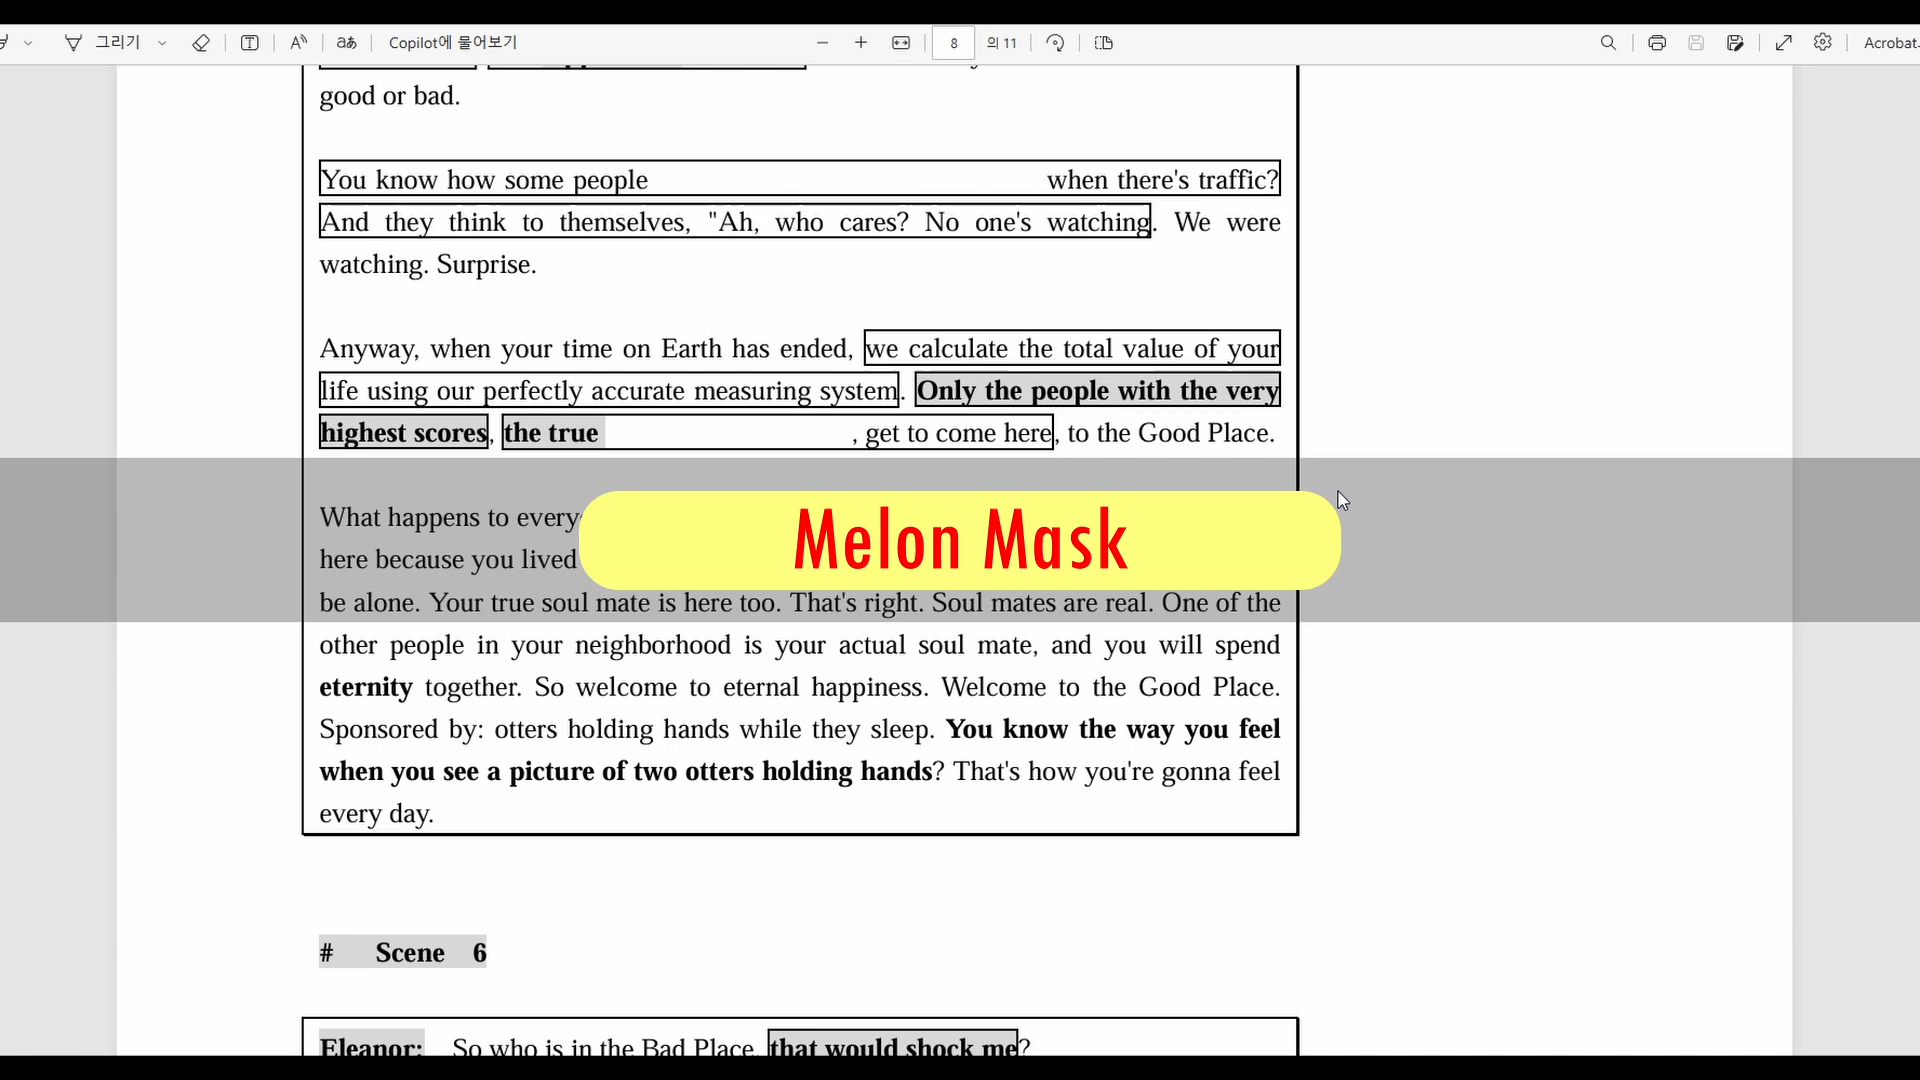 그리기 Copilot에 물어보기 8 의 11 Acrobat
good or bad.
You know how some people when there's traffic?
And they think to themselves, "Ah, who cares? No one's watching. We were
watching. Surprise.
Anyway, when your time on Earth has ended, we calculate the total value of your
life using our perfectly accurate measuring system. Only the people with the very
highest scores, the true , get to come here, to the Good Place.
What happens to every
Melon Mask
here because you lived
be alone. Your true soul mate is here too. That's right. Soul mates are real. One of the
other people in your neighborhood is your actual soul mate, and you will spend
eternity together. So welcome to eternal happiness. Welcome to the Good Place.
Sponsored by: otters holding hands while they sleep. You know the way you feel
when you see a picture of two otters holding hands? That's how you're gonna feel
every day.
# Scene 6
Eleanor: So who is in the Bad Place, that would shock me?